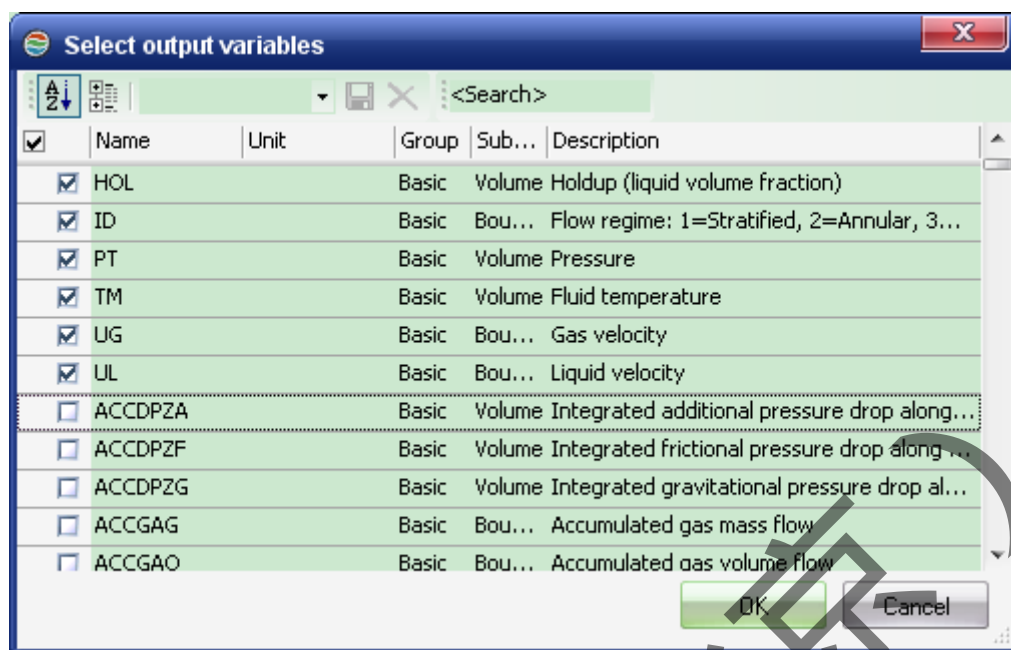 Select output variables
<Search>
Name Unit Group Sub... Description
HOL Basic Volume Holdup (liquid volume fraction)
ID Basic Bou... Flow regime: 1=Stratified, 2=Annular, 3...
PT Basic Volume Pressure
TM Basic Volume Fluid temperature
UG Basic Bou... Gas velocity
UL Basic Bou... Liquid velocity
ACCDPZA Basic Volume Integrated additional pressure drop along...
ACCDPZF Basic Volume Integrated frictional pressure drop along ...
ACCDPZG Basic Volume Integrated gravitational pressure drop al...
ACCGAG Basic Bou... Accumulated gas mass flow
ACCGAO Basic Bou... Accumulated gas volume flow
OK Cancel